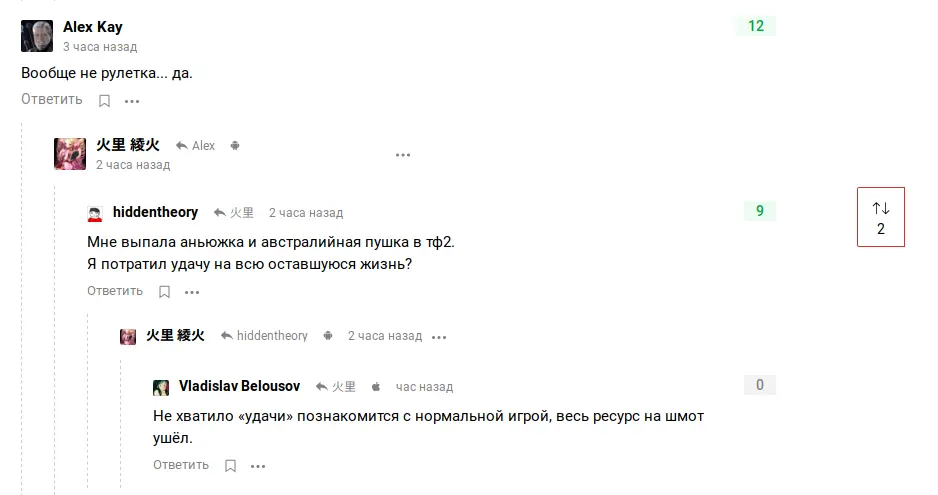 Alex Kay
12
3 часа назад
Вообще не рулетка... да.
Ответить
火里 綾火 Alex
2 часа назад
hiddentheory 火里 2 часа назад
9
Мне выпала аньюжка и австралийная пушка в тф2.
Я потратил удачу на всю оставшуюся жизнь?
Ответить
2
火里 綾火 hiddentheory 2 часа назад
Vladislav Belousov 火里 час назад
0
Не хватило «удачи» познакомится с нормальной игрой, весь ресурс на шмот
ушёл.
Ответить